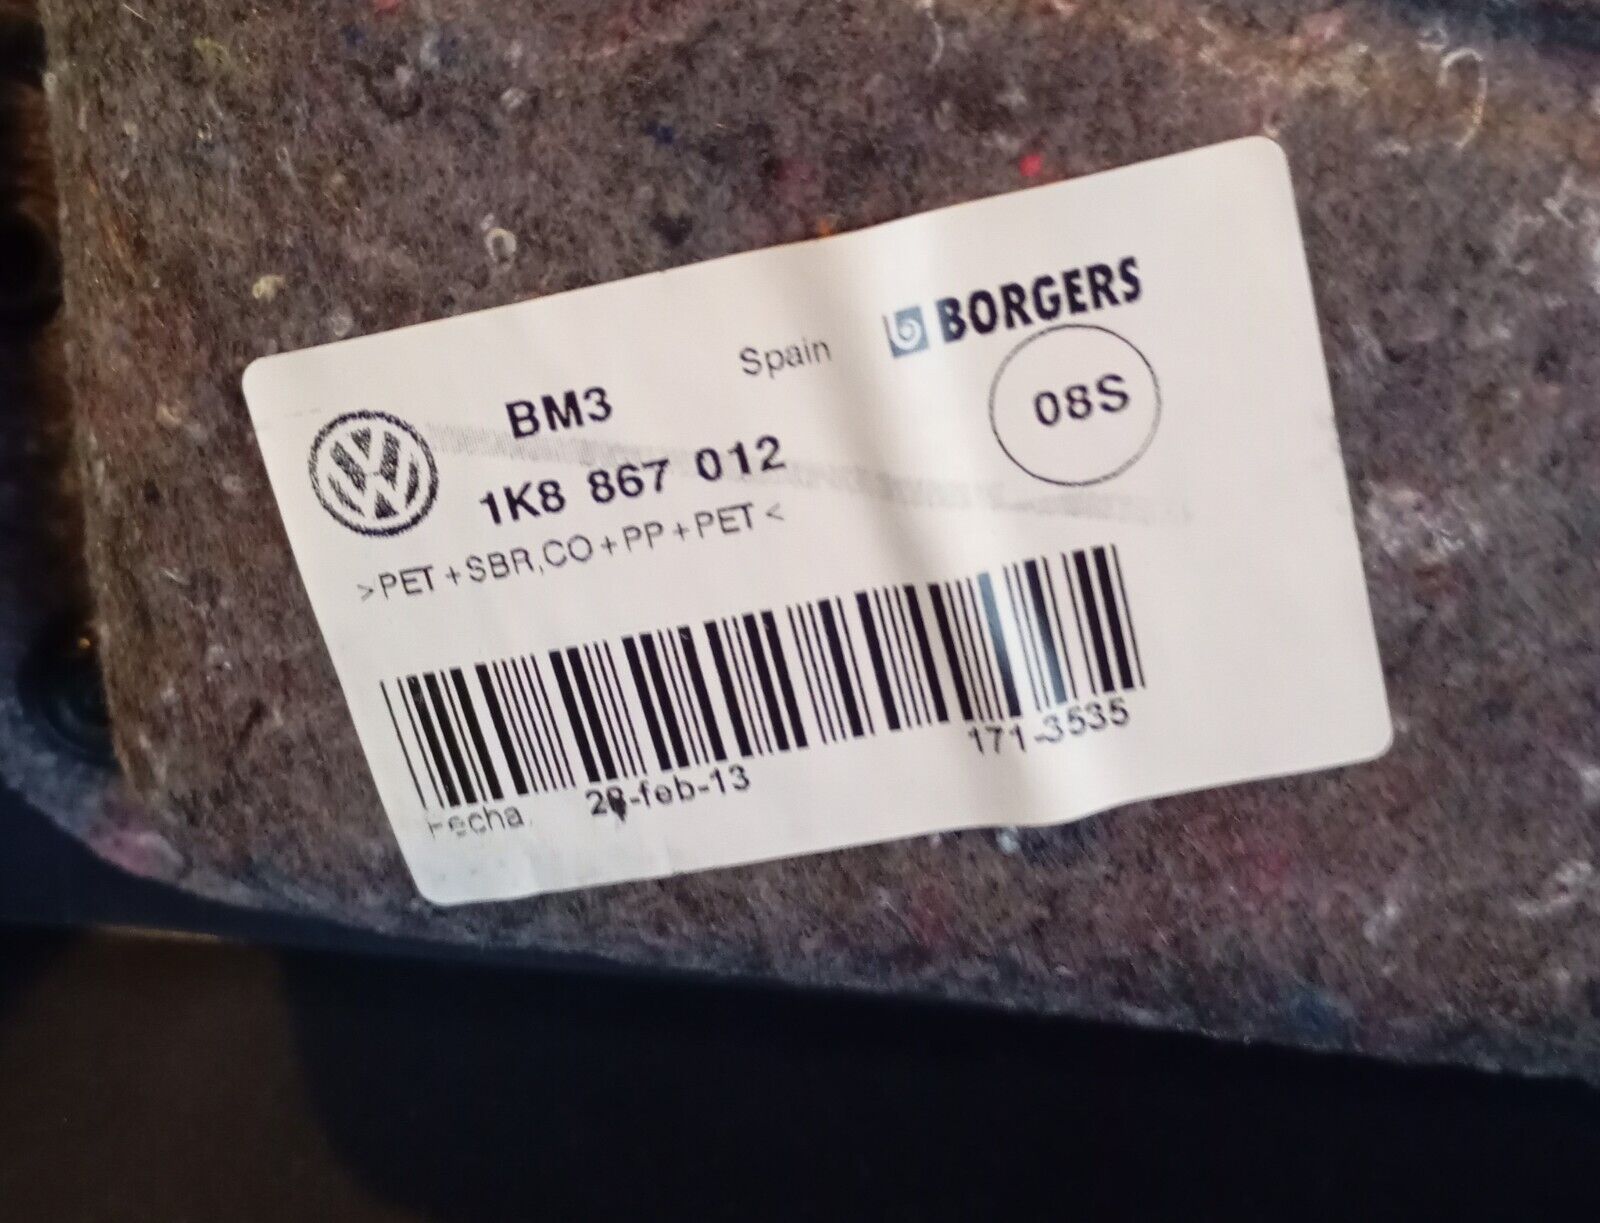 Spain BORGERS
BM3 08S
1K8 867 012
>PET+SBR,CO+PP+PET<
171-3535
Fecha -feb-13